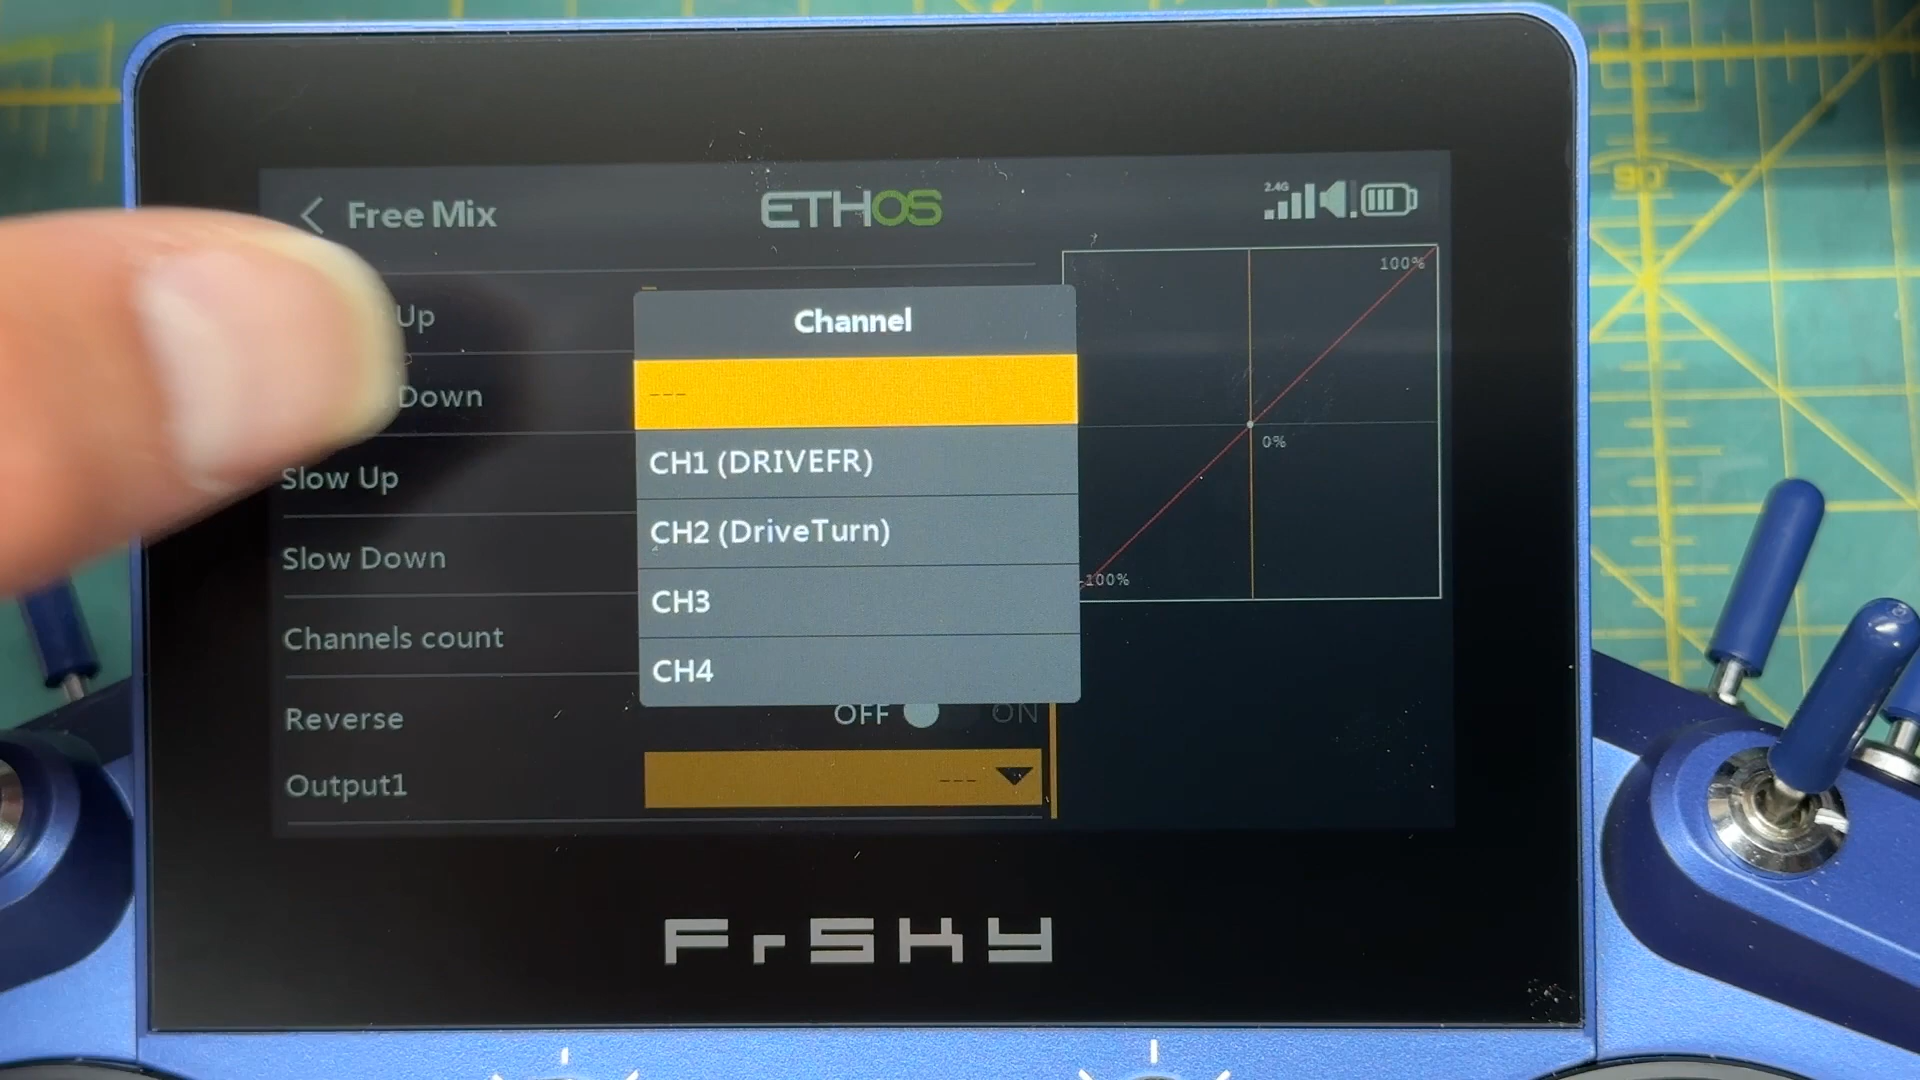 Free Mix
ETHOS
2.4G
Up
Down
Slow Up
Slow Down
Channels count
Reverse
OFF ON
Output1
---
Channel
---
CH1 (DRIVEFR)
CH2 (DriveTurn)
CH3
CH4
100%
0%
-100%
FrSKY
90